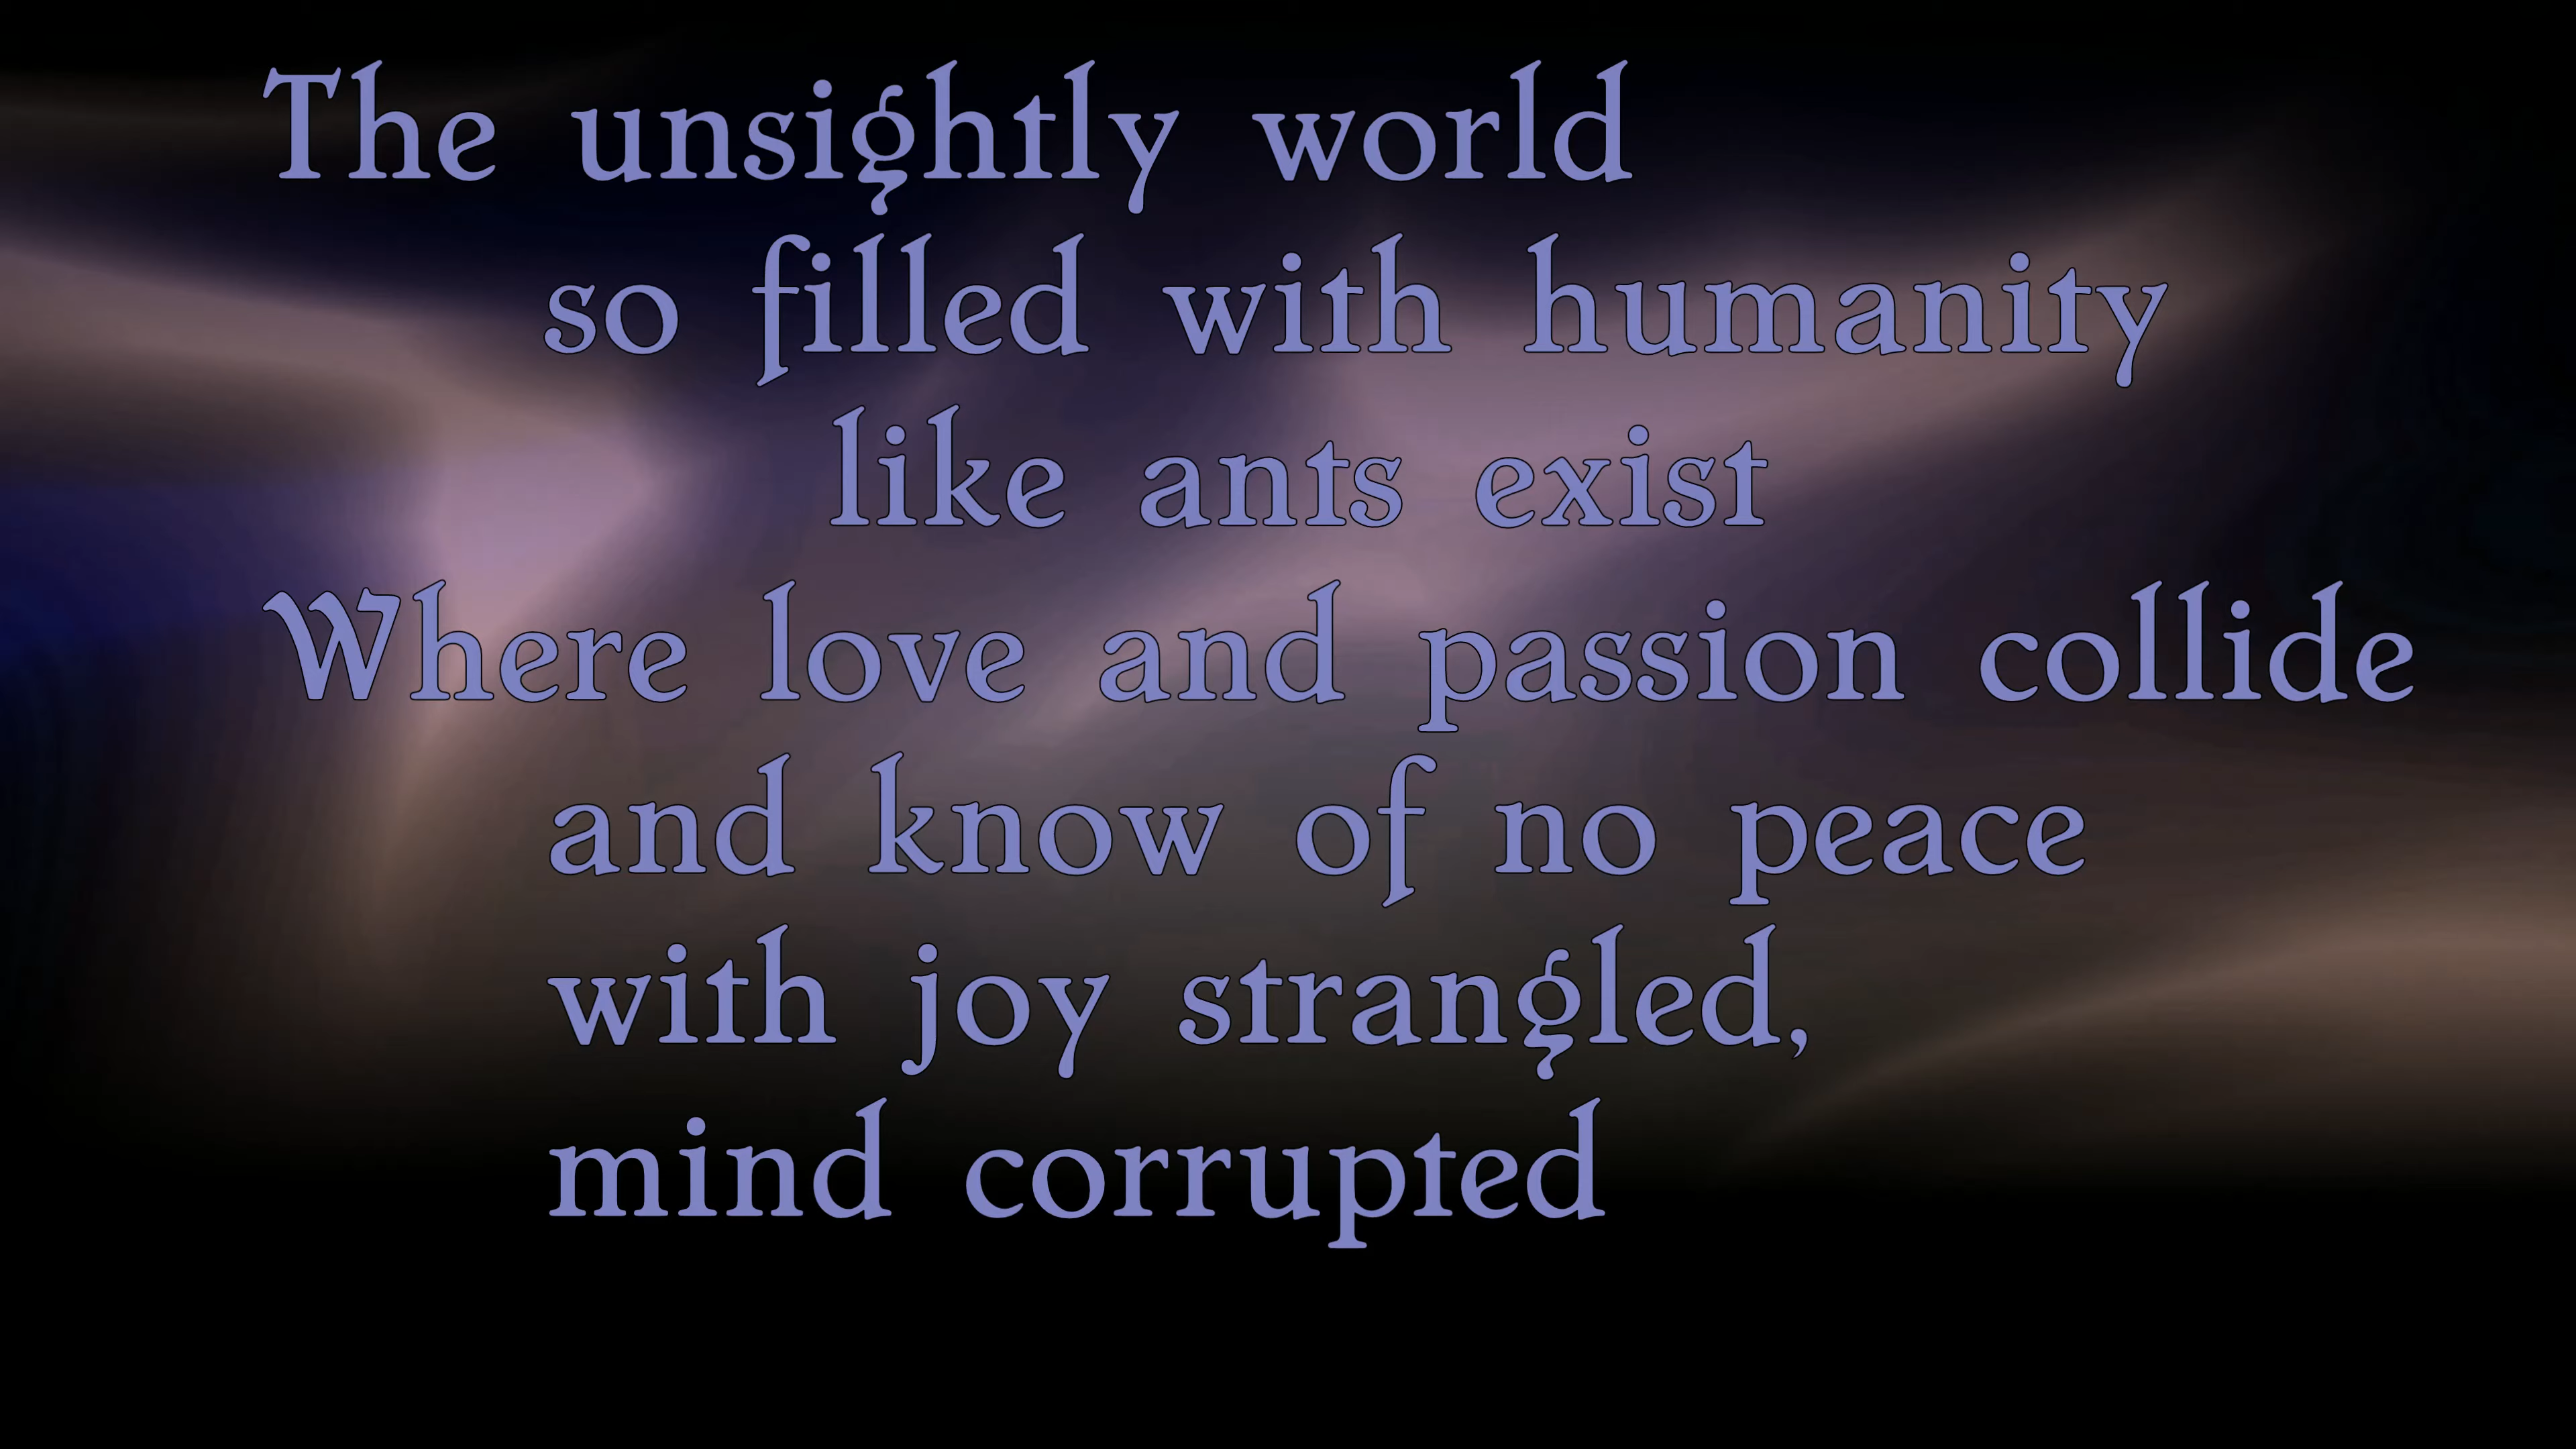 The unsightly world
so filled with humanity
like ants exist
Where love and passion collide
and know of no peace
with joy strangled,
mind corrupted